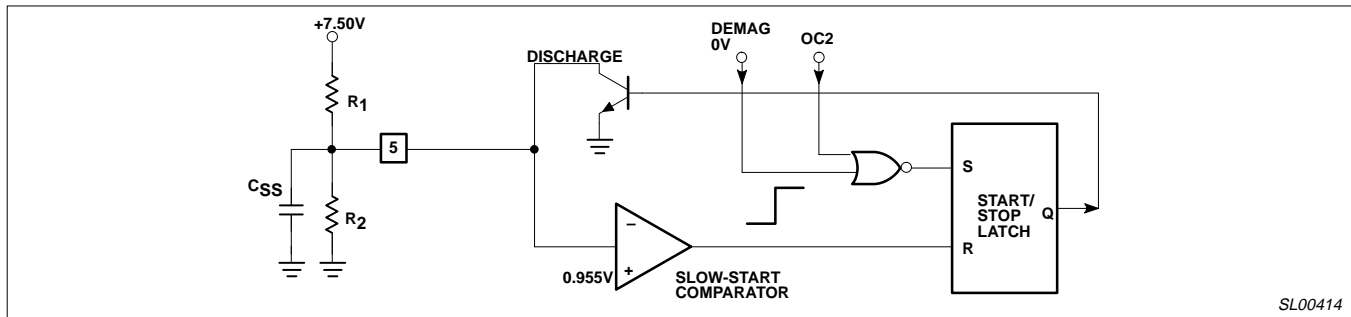 +7.50V
R1
CSS
R2
5
DISCHARGE
DEMAG
0V
OC2
S
START/
STOP
LATCH
Q
R
−
+
0.955V
SLOW-START
COMPARATOR
SL00414